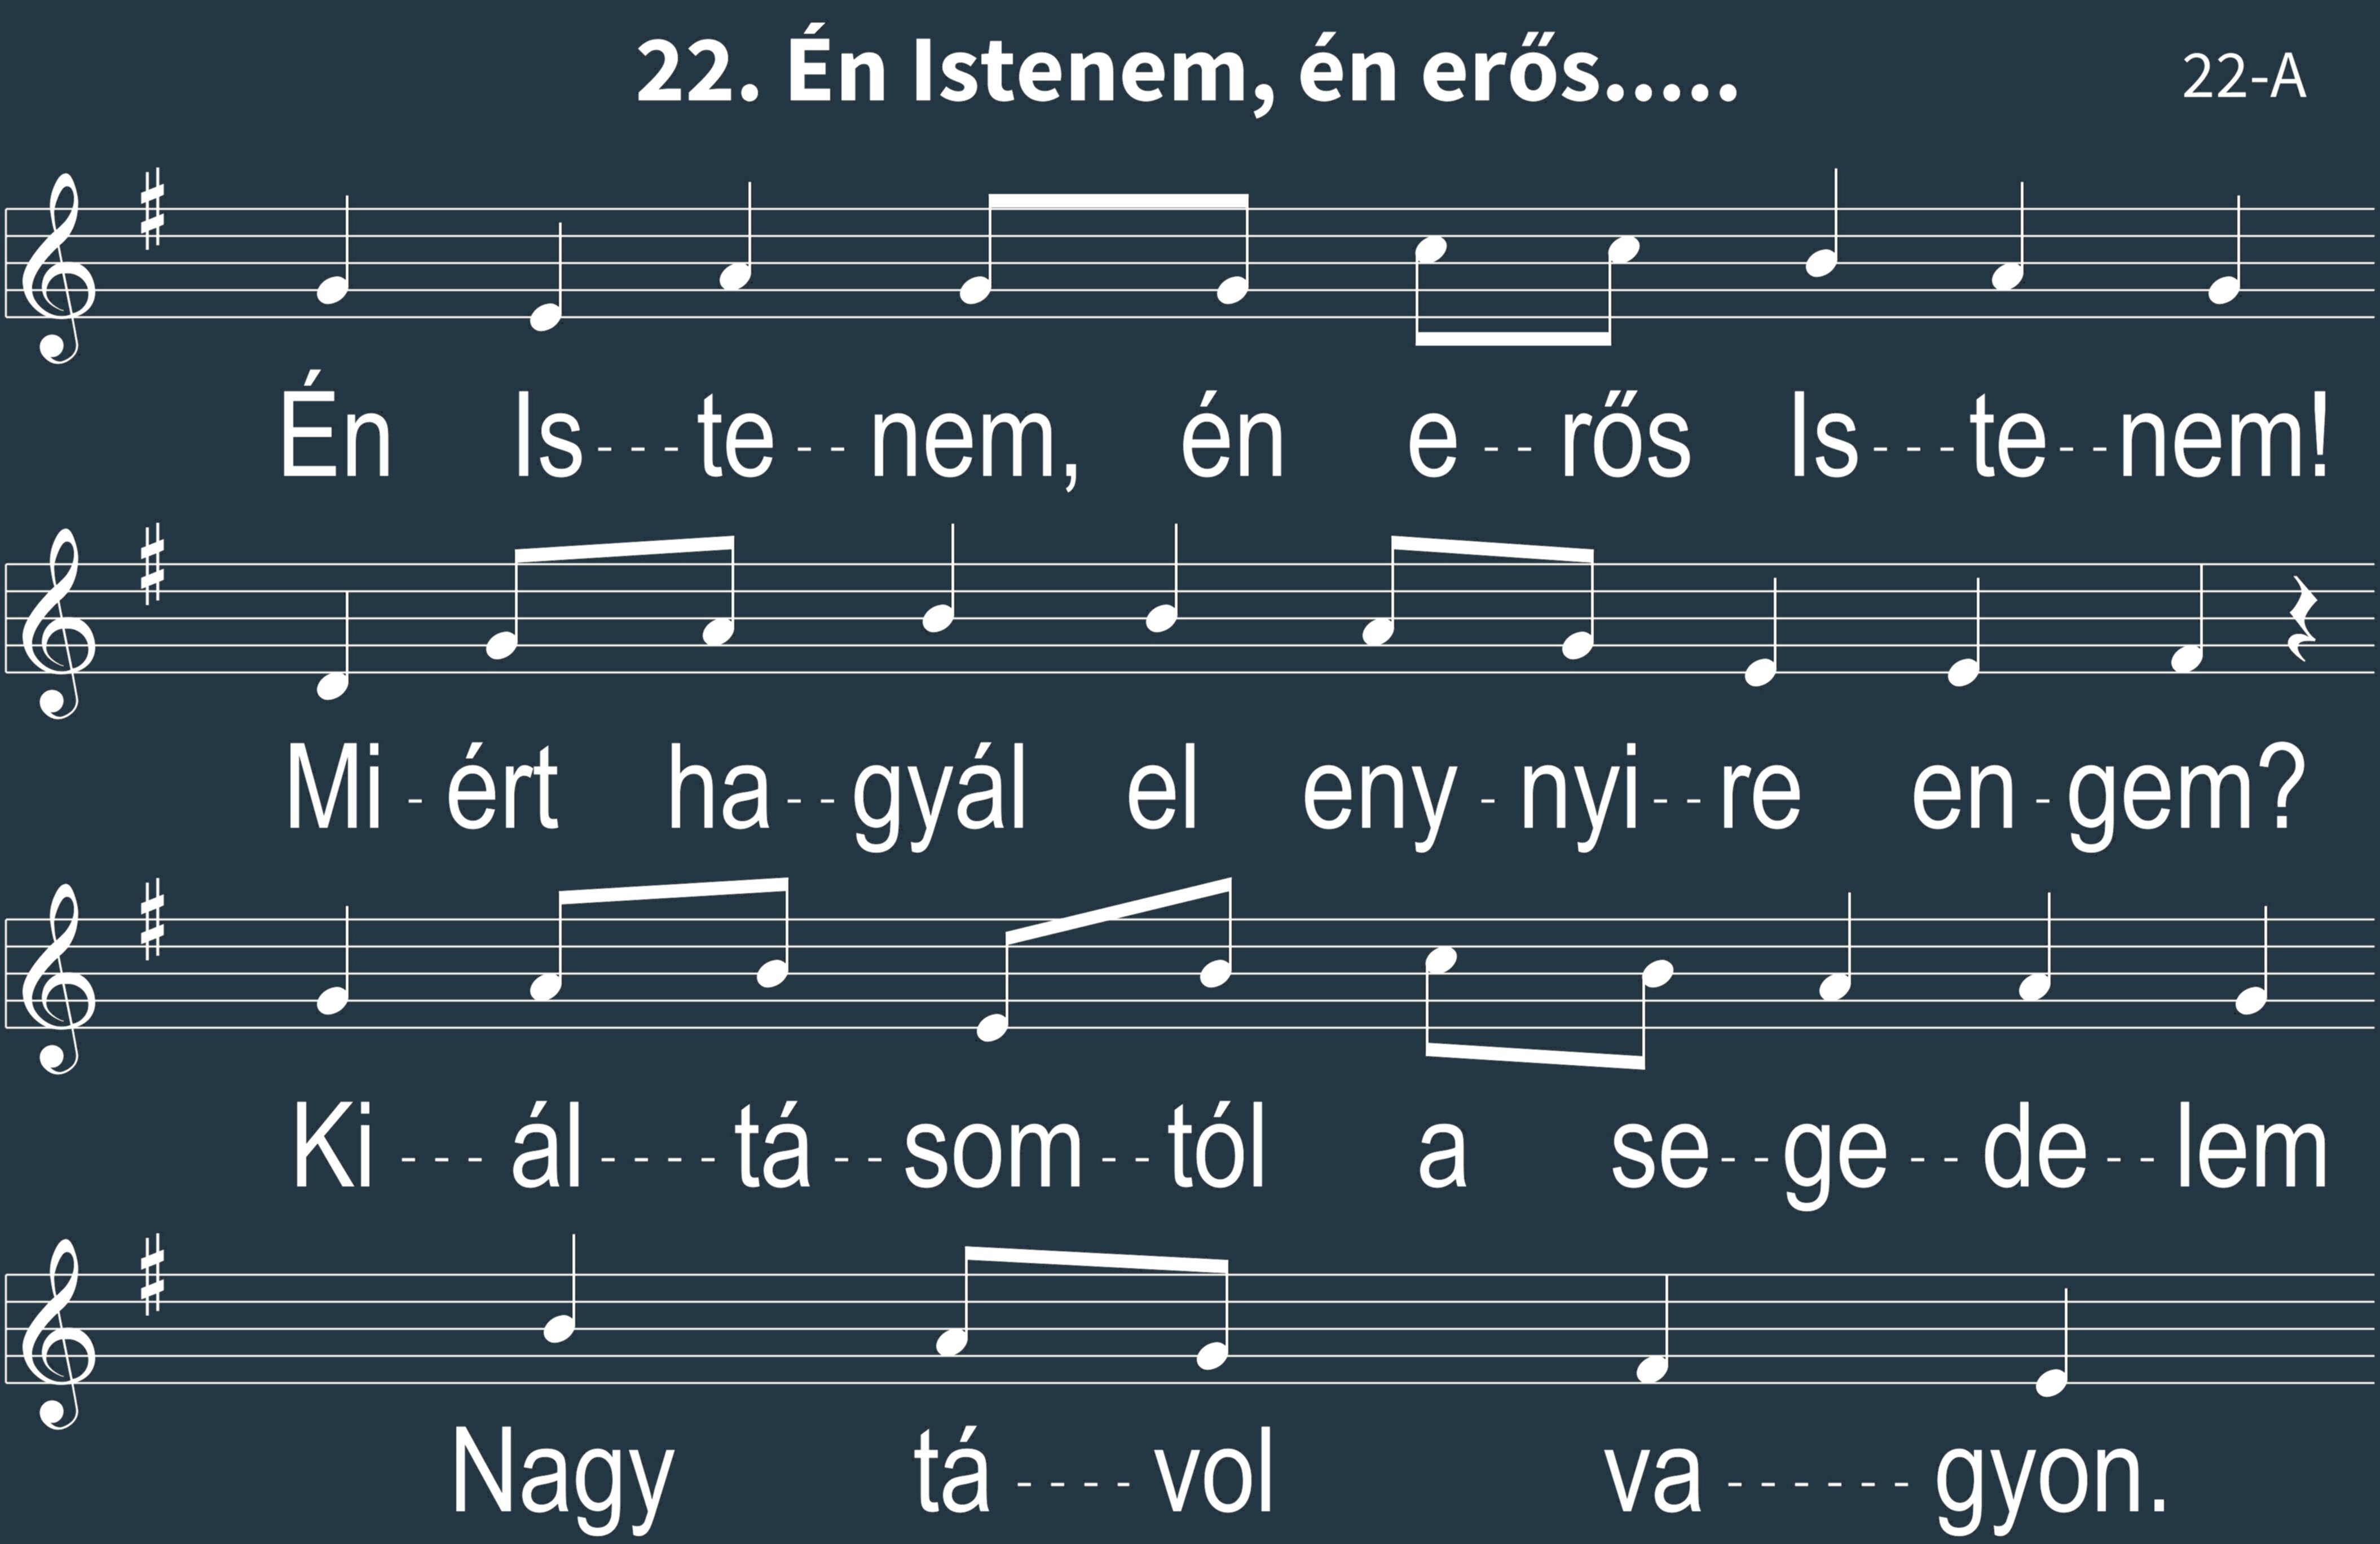 22. Én Istenem, én erős.....
22-A
Én Is---te--nem, én e--rős Is---te--nem!
Mi-ért ha--gyál el eny-nyi--re en-gem?
Ki---ál----tá--som--tól a se--ge--de--lem
Nagy tá----vol va------gyon.